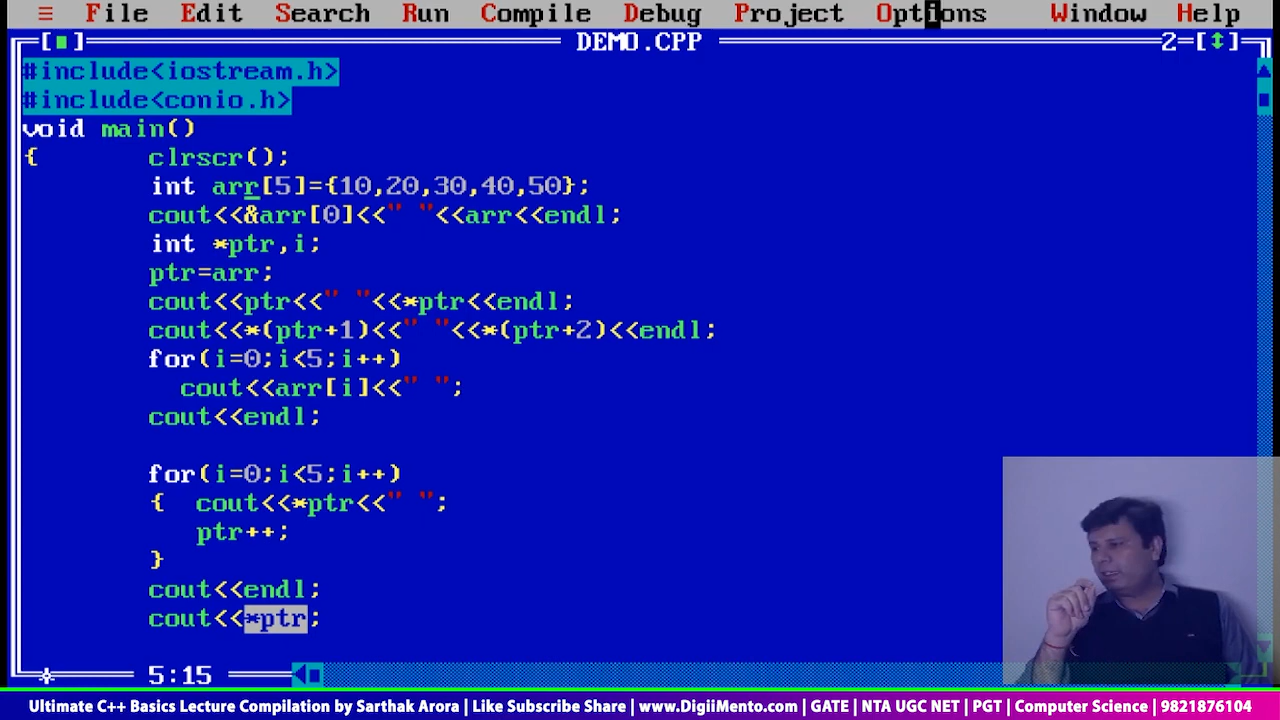 ≡ File Edit Search Run Compile Debug Project Options Window Help
[■] DEMO.CPP 2=[↕]
#include<iostream.h>
#include<conio.h>
void main()
{ clrscr();
int arr[5]={10,20,30,40,50};
cout<<&arr[0]<<" "<<arr<<endl;
int *ptr,i;
ptr=arr;
cout<<ptr<<" "<<*ptr<<endl;
cout<<*(ptr+1)<<" "<<*(ptr+2)<<endl;
for(i=0;i<5;i++)
cout<<arr[i]<<" ";
cout<<endl;
for(i=0;i<5;i++)
{ cout<<*ptr<<" ";
ptr++;
}
cout<<endl;
cout<<*ptr;
5:15
Ultimate C++ Basics Lecture Compilation by Sarthak Arora | Like Subscribe Share | www.DigiiMento.com | GATE | NTA UGC NET | PGT | Computer Science | 9821876104